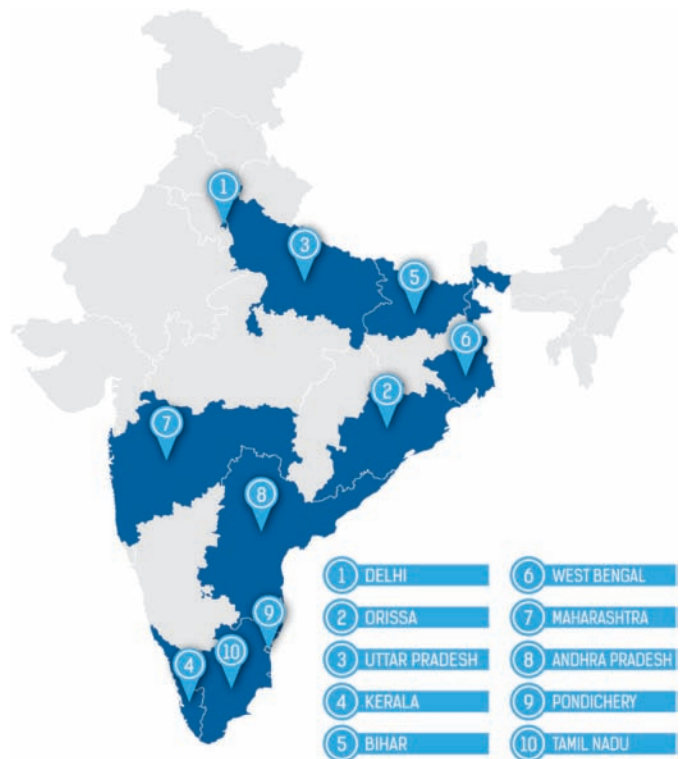 1
3
5
6
2
7
8
9
10
4
1 DELHI
2 ORISSA
3 UTTAR PRADESH
4 KERALA
5 BIHAR
6 WEST BENGAL
7 MAHARASHTRA
8 ANDHRA PRADESH
9 PONDICHERY
10 TAMIL NADU